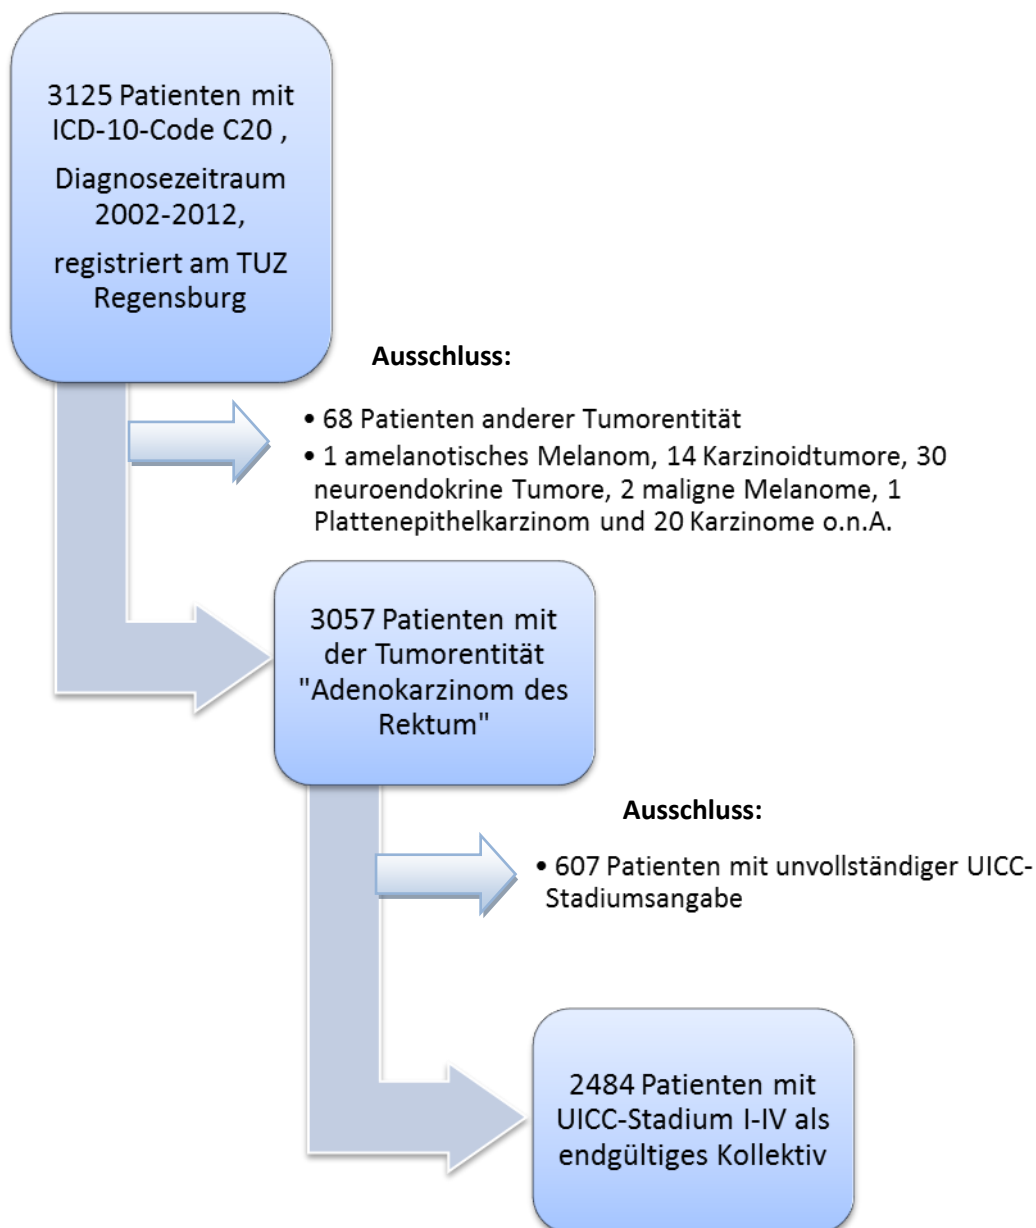 3125 Patienten mit
ICD-10-Code C20 ,
Diagnosezeitraum
2002-2012,
registriert am TUZ
Regensburg
Ausschluss:
• 68 Patienten anderer Tumorentität
• 1 amelanotisches Melanom, 14 Karzinoidtumore, 30
neuroendokrine Tumore, 2 maligne Melanome, 1
Plattenepithelkarzinom und 20 Karzinome o.n.A.
3057 Patienten mit
der Tumorentität
"Adenokarzinom des
Rektum"
Ausschluss:
• 607 Patienten mit unvollständiger UICC-
Stadiumsangabe
2484 Patienten mit
UICC-Stadium I-IV als
endgültiges Kollektiv